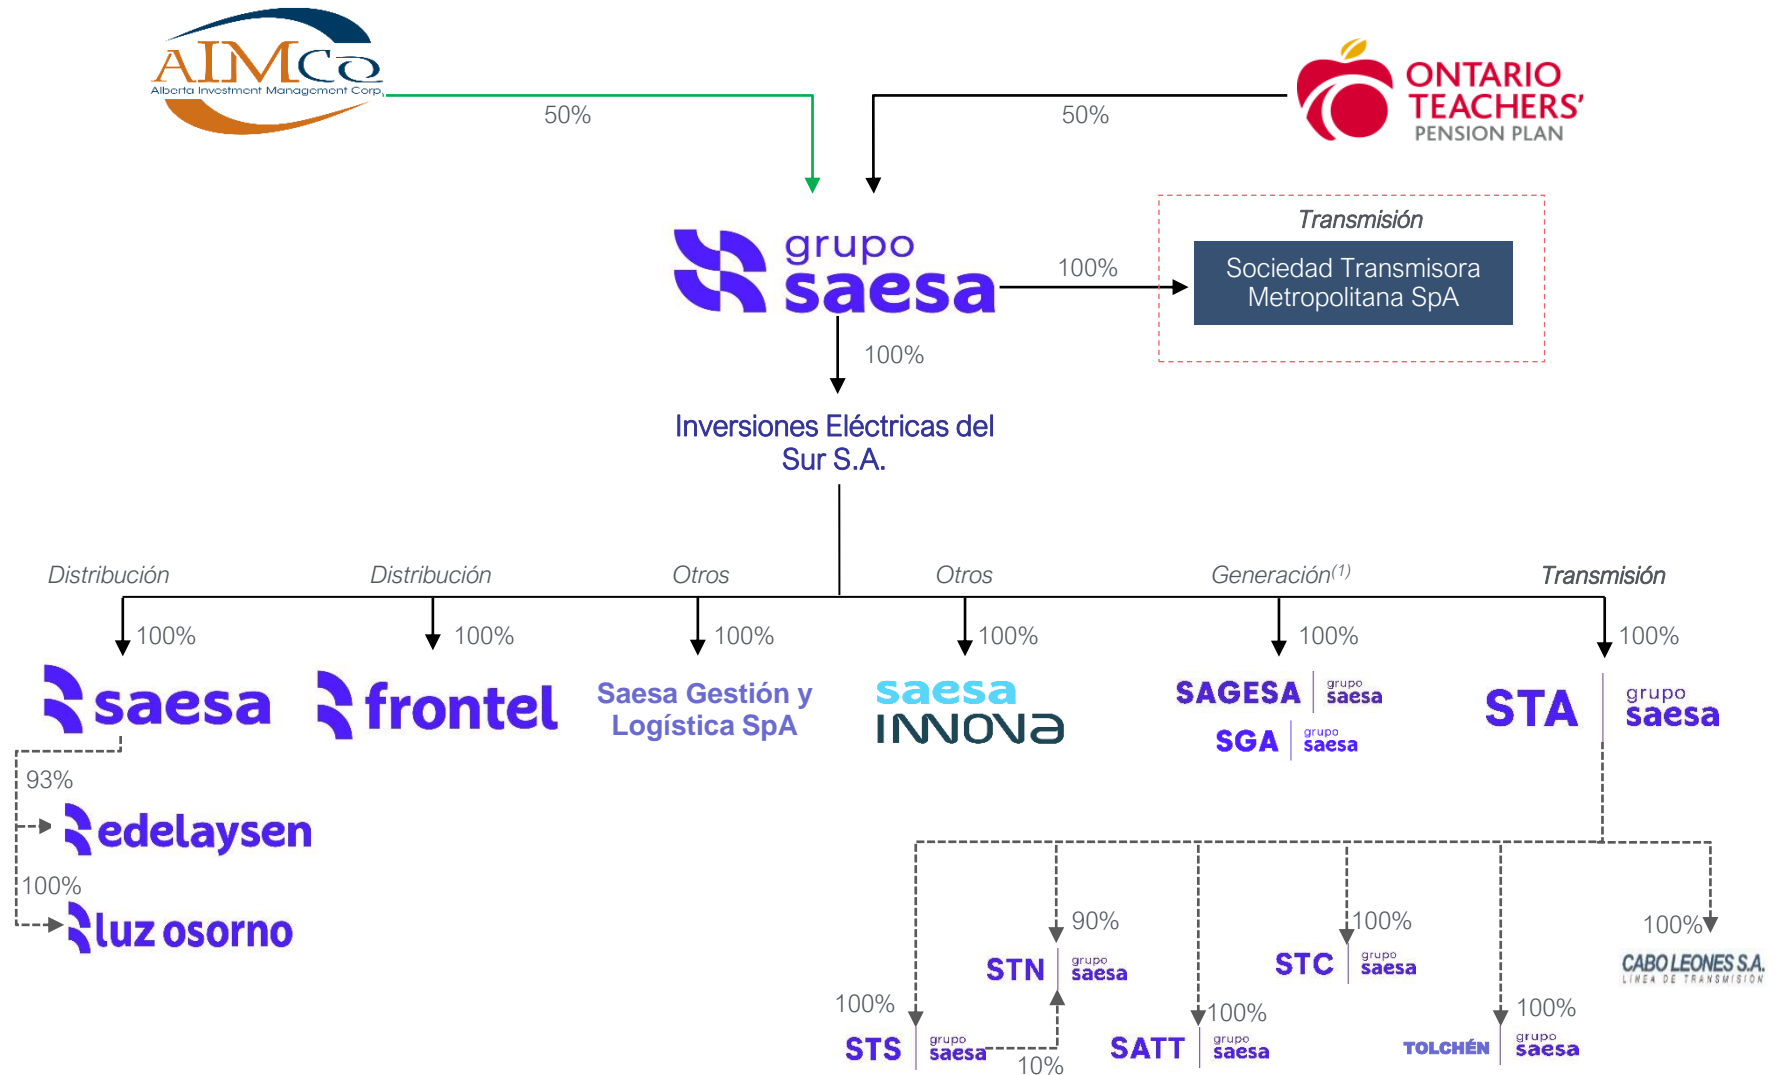 AIMCo
Alberta Investment Management Corp.
50%
50%
ONTARIO
TEACHERS'
PENSION PLAN
grupo
saesa
100%
Transmisión
Sociedad Transmisora
Metropolitana SpA
100%
Inversiones Eléctricas del
Sur S.A.
Distribución
Distribución
Otros
Otros
Generación(1)
Transmisión
100%
100%
100%
100%
100%
100%
saesa
frontel
Saesa Gestión y
Logística SpA
saesa
INNOVA
SAGESA grupo saesa
SGA grupo saesa
STA grupo saesa
93%
edelaysen
100%
luz osorno
90%
100%
100%
STN grupo saesa
STC grupo saesa
CABO LEONES S.A.
LINEA DE TRANSMISIÓN
100%
100%
100%
STS grupo saesa
10%
SATT grupo saesa
TOLCHÉN grupo saesa